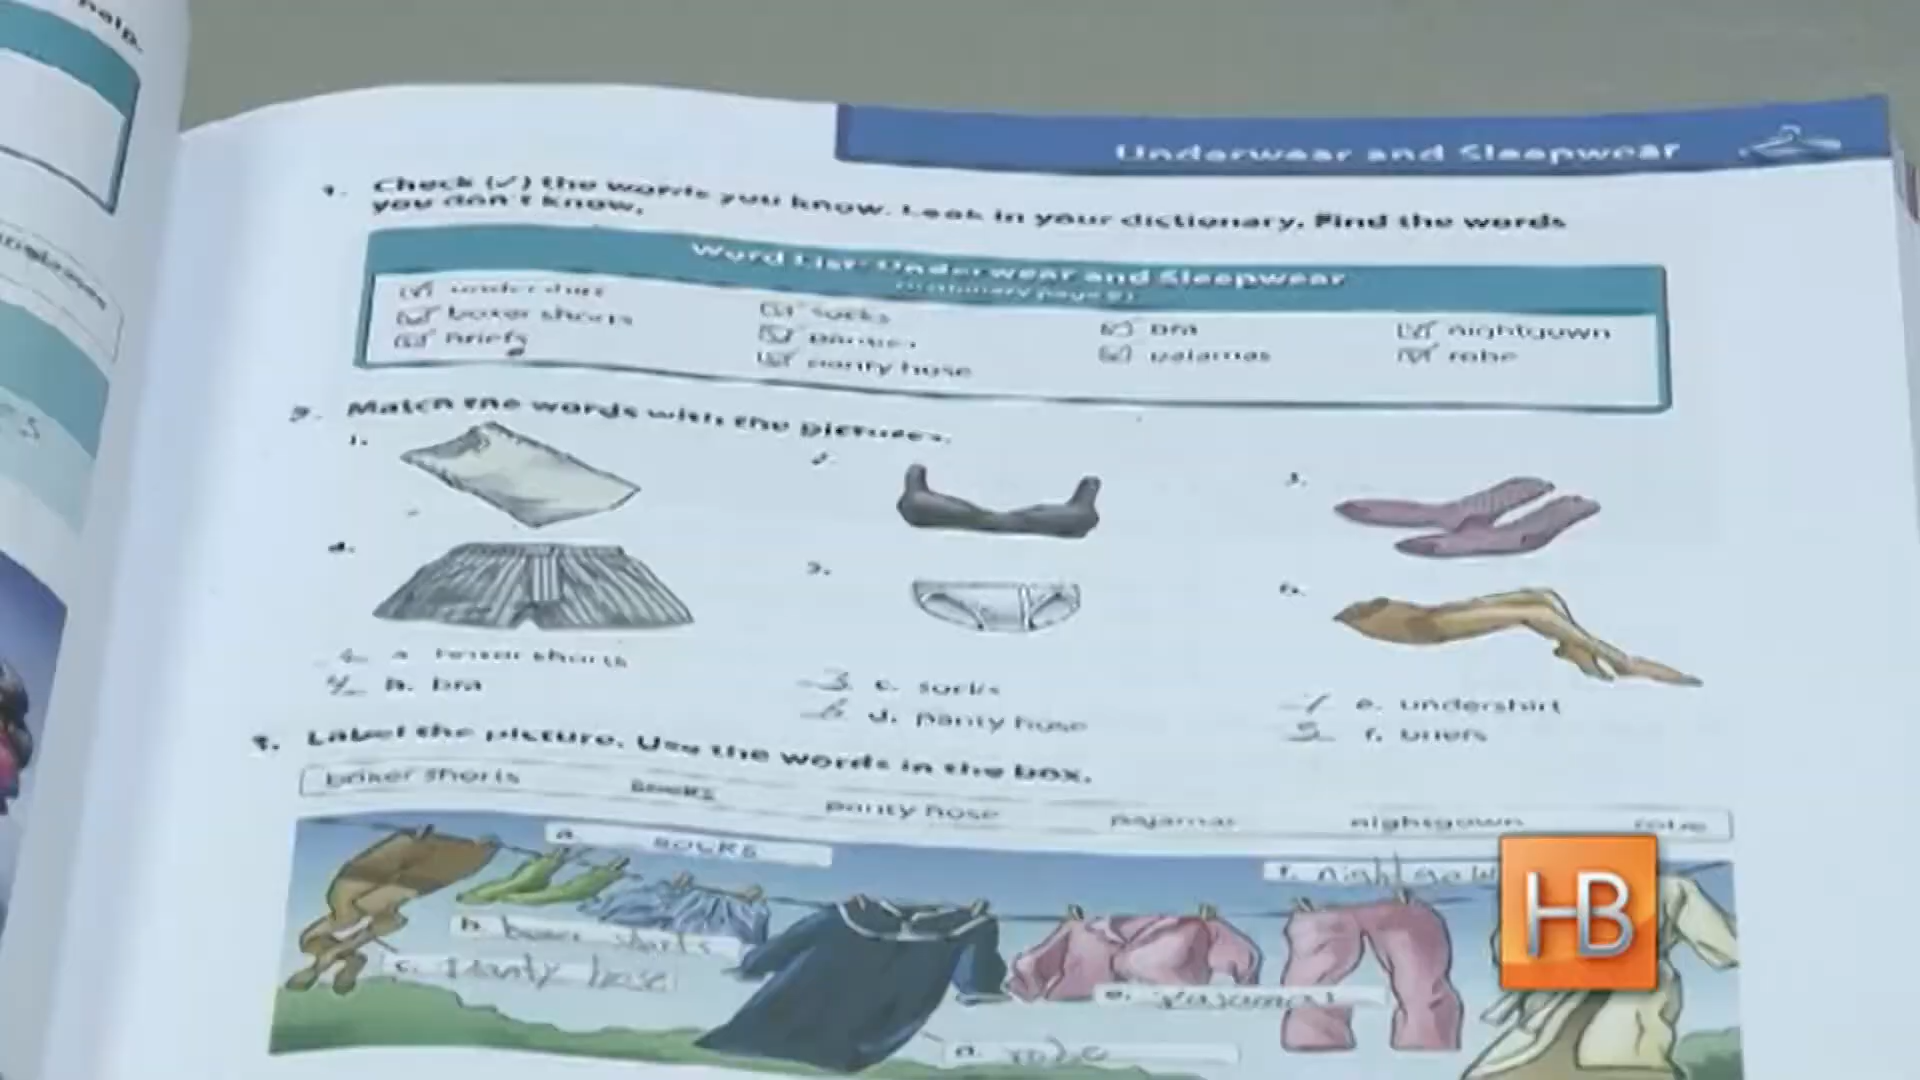 Underwear and Sleepwear
1. Check (✓) the words you know. Look in your dictionary. Find the words
you don't know.
Word List: Underwear and Sleepwear
undershirt
boxer shorts
briefs
socks
panties
panty hose
bra
pajamas
nightgown
robe
2. Match the words with the pictures.
1.
2.
3.
4.
5.
6.
a. boxer shorts
b. bra
3 c. socks
6 d. panty hose
1 e. undershirt
5 f. briefs
3. Label the picture. Use the words in the box.
boxer shorts socks panty hose pajamas nightgown robe
a. socks
b. boxer shorts
c. panty hose
d. robe
e. pajamas
f. nightgow
HB